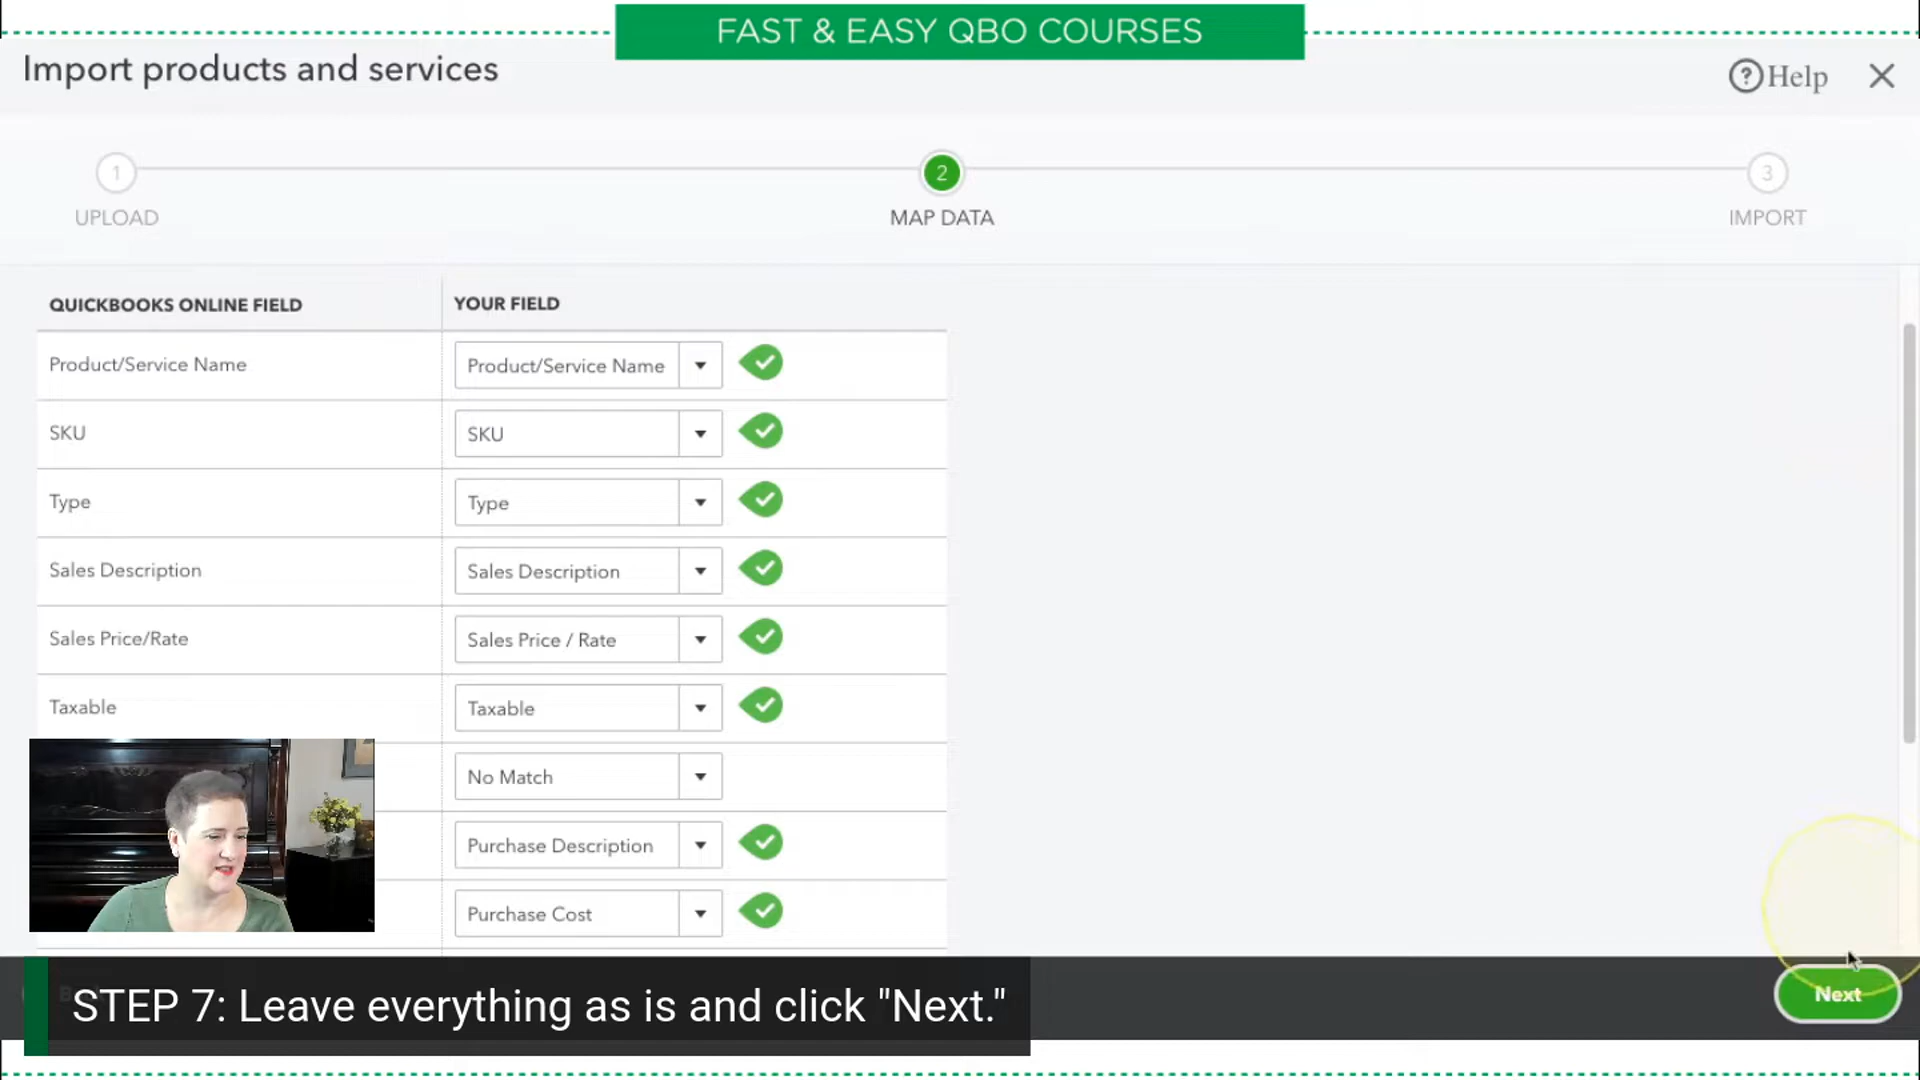 FAST & EASY QBO COURSES
Import products and services
Help
1
2
3
UPLOAD
MAP DATA
IMPORT
QUICKBOOKS ONLINE FIELD
YOUR FIELD
Product/Service Name
Product/Service Name
SKU
SKU
Type
Type
Sales Description
Sales Description
Sales Price/Rate
Sales Price / Rate
Taxable
Taxable
No Match
Purchase Description
Purchase Cost
STEP 7: Leave everything as is and click "Next."
Next